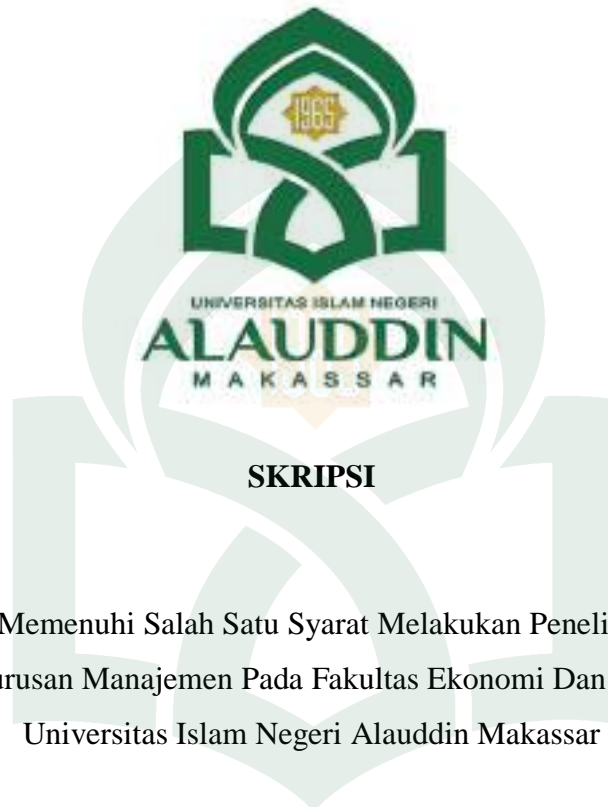 1965
UNIVERSITAS ISLAM NEGERI
ALAUDDIN
MAKASSAR
SKRIPSI
Memenuhi Salah Satu Syarat Melakukan Peneli
urusan Manajemen Pada Fakultas Ekonomi Dan
Universitas Islam Negeri Alauddin Makassar